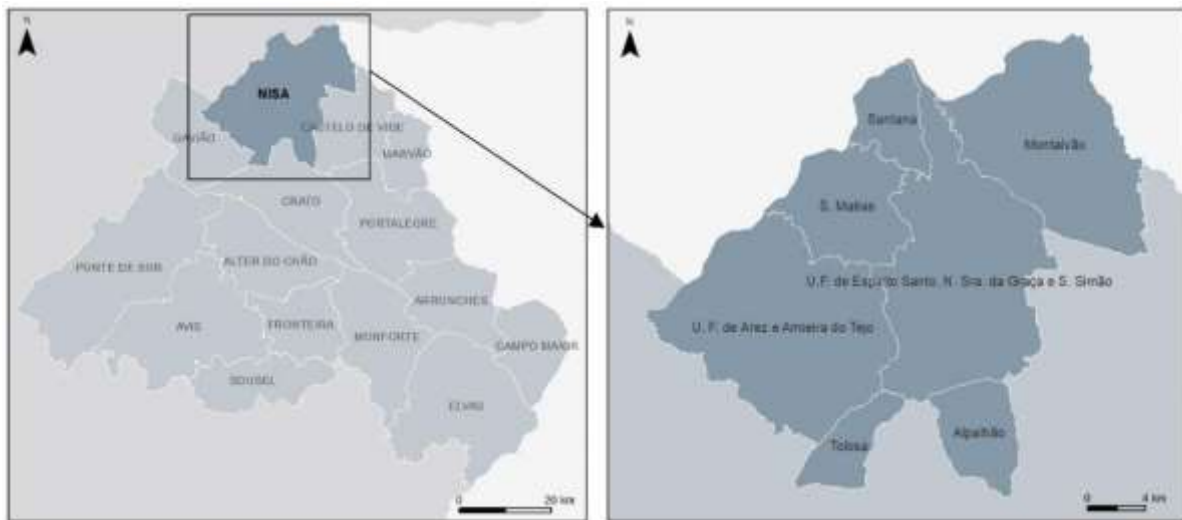 N
NISA
GAVIÃO
CASTELO DE VIDE
MARVÃO
CRATO
PORTALEGRE
PONTE DE SOR
ALTER DO CHÃO
ARRONCHES
AVIS
FRONTEIRA
MONFORTE
CAMPO MAIOR
SOUSEL
ELVAS
0 20 km
N
Santana
Montalvão
S. Matias
U.F. de Espírito Santo, N. Sra. da Graça e S. Simão
U. F. de Arez e Amieira do Tejo
Tolosa
Alpalhão
0 4 km